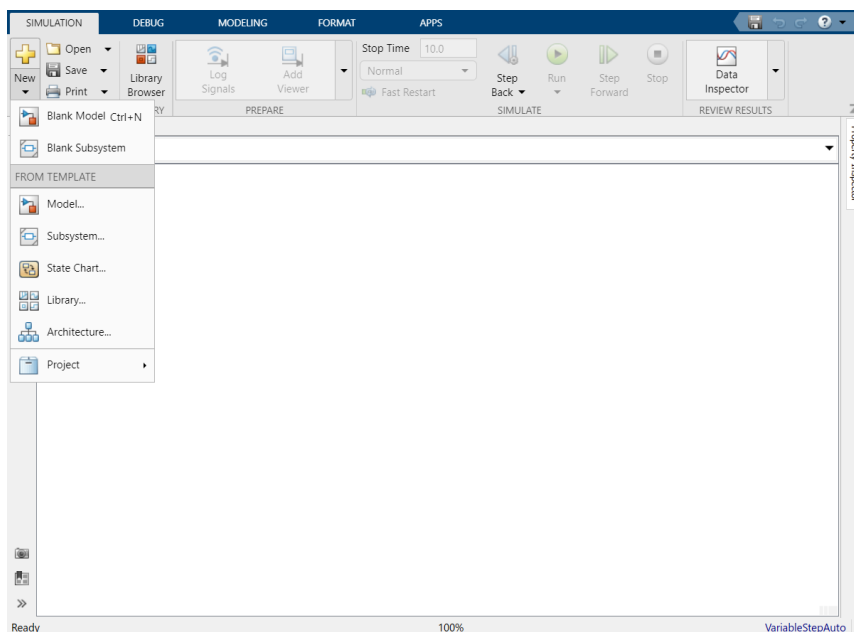 SIMULATION DEBUG MODELING FORMAT APPS
New
Open
Save
Print
Library
Browser
Log
Signals
Add
Viewer
PREPARE
Stop Time 10.0
Normal
Fast Restart
Step
Back
Run
Step
Forward
Stop
SIMULATE
Data
Inspector
REVIEW RESULTS
Blank Model Ctrl+N
Blank Subsystem
FROM TEMPLATE
Model...
Subsystem...
State Chart...
Library...
Architecture...
Project
Property Inspector
Ready 100% VariableStepAuto